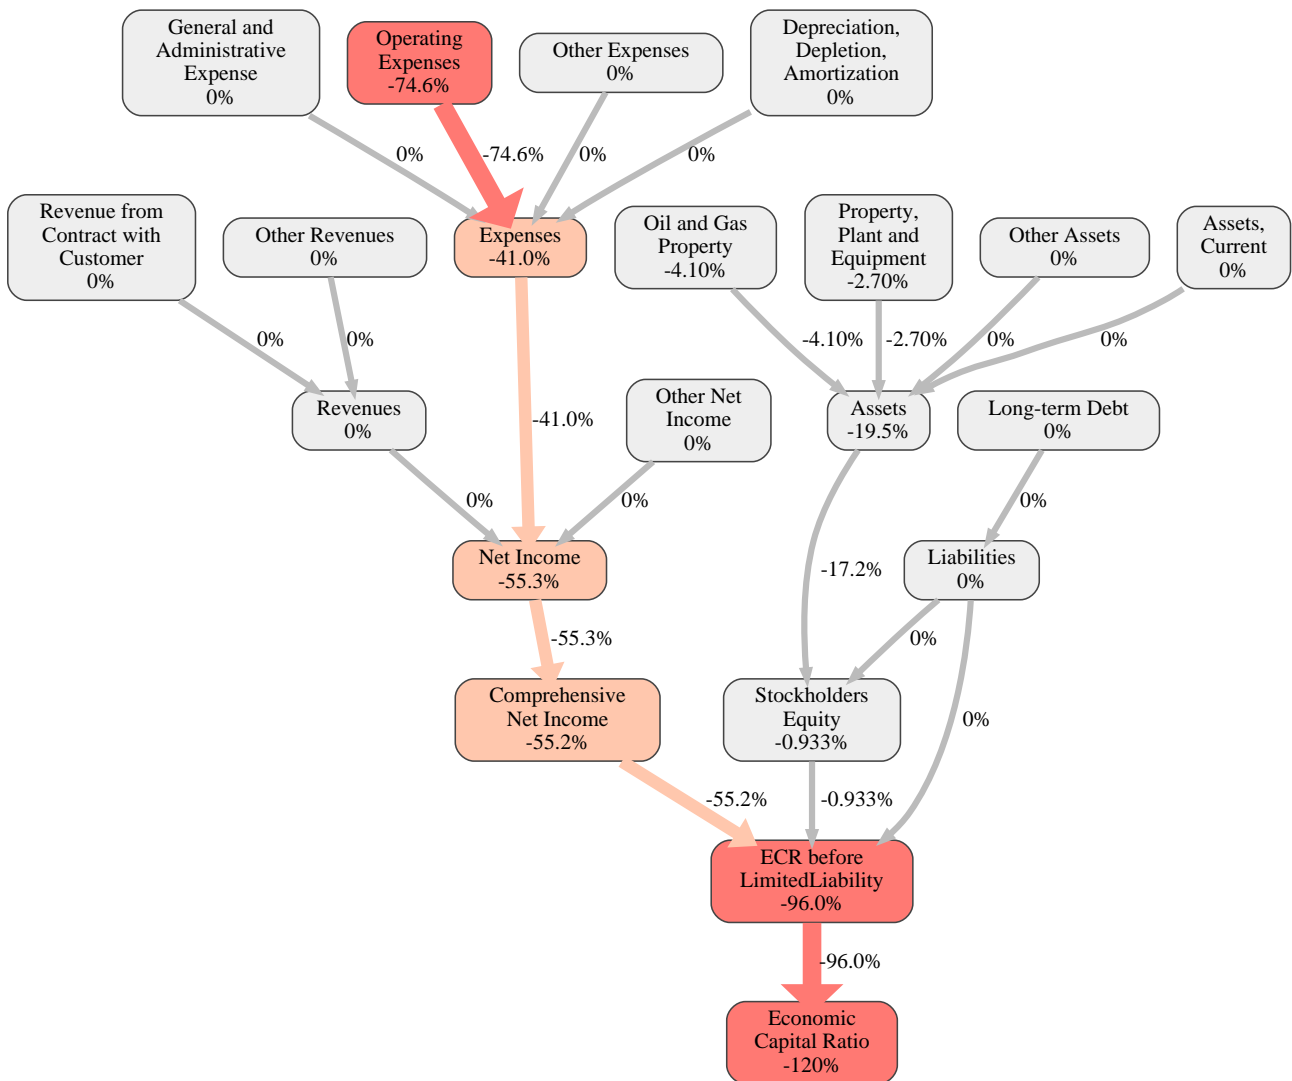 General and
Administrative
Expense
0%
Operating
Expenses
-74.6%
Other Expenses
0%
Depreciation,
Depletion,
Amortization
0%
0%
-74.6%
0%
0%
Revenue from
Contract with
Customer
0%
Other Revenues
0%
Expenses
-41.0%
Oil and Gas
Property
-4.10%
Property,
Plant and
Equipment
-2.70%
Other Assets
0%
Assets,
Current
0%
0%
0%
-41.0%
-4.10%
-2.70%
0%
0%
Revenues
0%
Other Net
Income
0%
Assets
-19.5%
Long-term Debt
0%
0%
0%
-17.2%
0%
Net Income
-55.3%
Liabilities
0%
-55.3%
0%
0%
Comprehensive
Net Income
-55.2%
Stockholders
Equity
-0.933%
-55.2%
-0.933%
ECR before
LimitedLiability
-96.0%
-96.0%
Economic
Capital Ratio
-120%